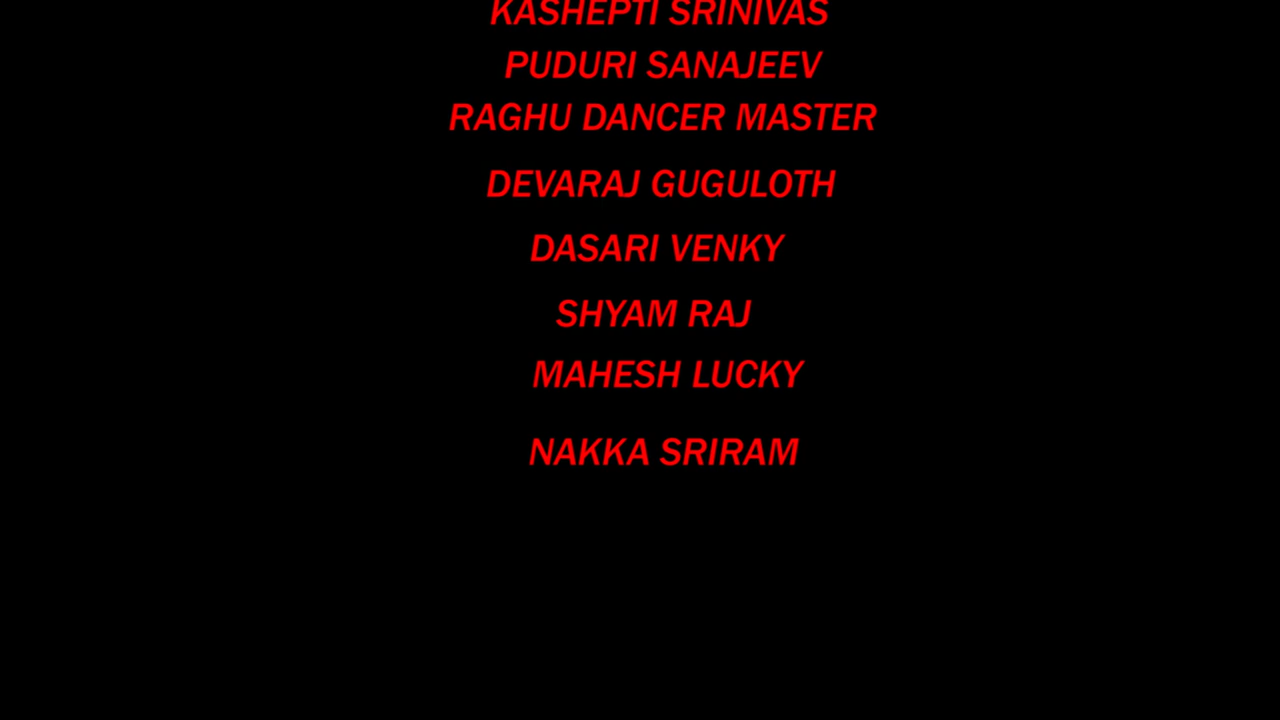 KASHEPTI SRINIVAS
PUDURI SANAJEEV
RAGHU DANCER MASTER
DEVARAJ GUGULOTH
DASARI VENKY
SHYAM RAJ
MAHESH LUCKY
NAKKA SRIRAM